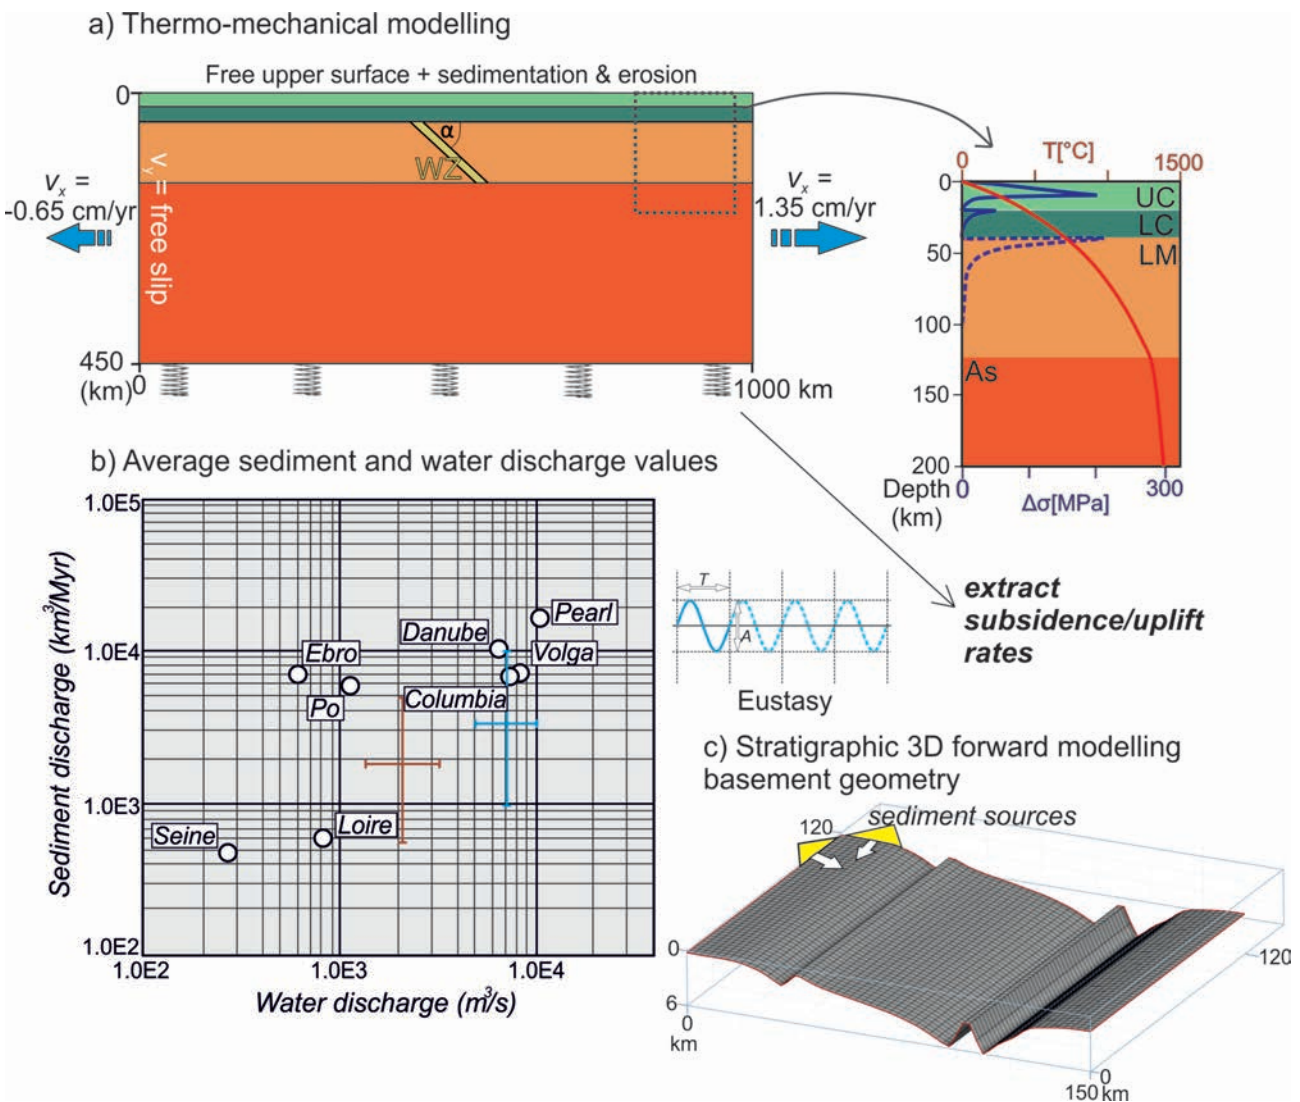 a) Thermo-mechanical modelling
Free upper surface + sedimentation & erosion
0
α
WZ
v_y = free slip
v_x =
-0.65 cm/yr
v_x =
1.35 cm/yr
450
(km)
0
1000 km
0
T[°C]
1500
0
50
100
150
200
UC
LC
LM
As
Depth
(km)
0
Δσ[MPa]
300
extract
subsidence/uplift
rates
b) Average sediment and water discharge values
Sediment discharge (km³/Myr)
1.0E5
1.0E4
1.0E3
1.0E2
1.0E2
1.0E3
1.0E4
Water discharge (m³/s)
Pearl
Danube
Volga
Ebro
Po
Columbia
Loire
Seine
T
A
Eustasy
c) Stratigraphic 3D forward modelling
basement geometry
sediment sources
120
0
6
0
km
120
0
150 km